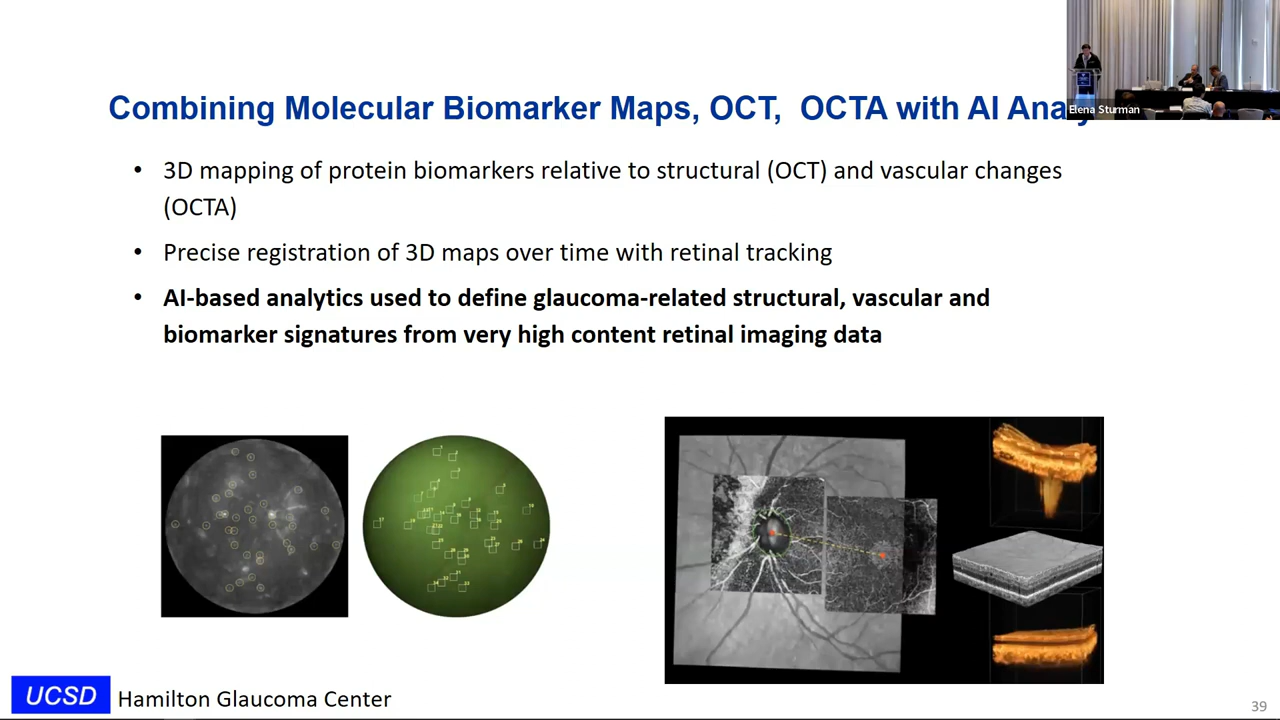 Combining Molecular Biomarker Maps, OCT, OCTA with AI
Elena Sturman
• 3D mapping of protein biomarkers relative to structural (OCT) and vascular changes
(OCTA)
• Precise registration of 3D maps over time with retinal tracking
• AI-based analytics used to define glaucoma-related structural, vascular and
biomarker signatures from very high content retinal imaging data
UCSD Hamilton Glaucoma Center
39